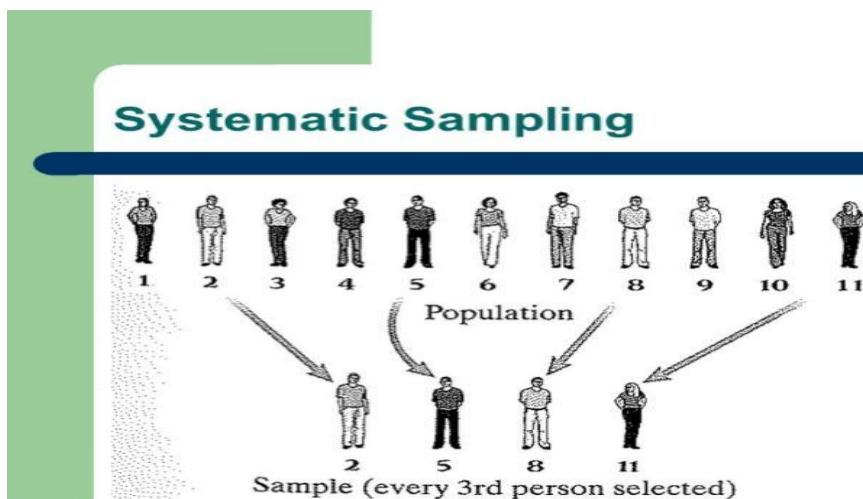 Systematic Sampling
1 2 3 4 5 6 7 8 9 10 11
Population
2 5 8 11
Sample (every 3rd person selected)